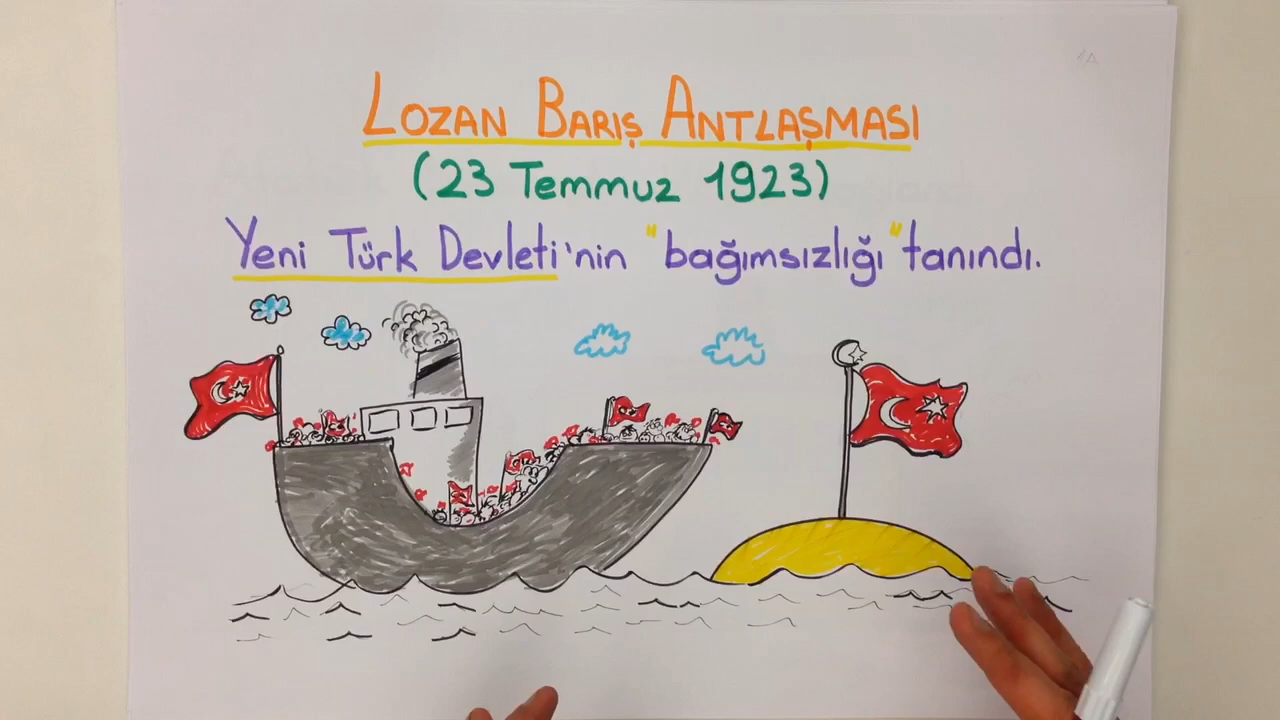 LOZAN BARIŞ ANTLAŞMASI
(23 Temmuz 1923)
Yeni Türk Devleti'nin "bağımsızlığı" tanındı.